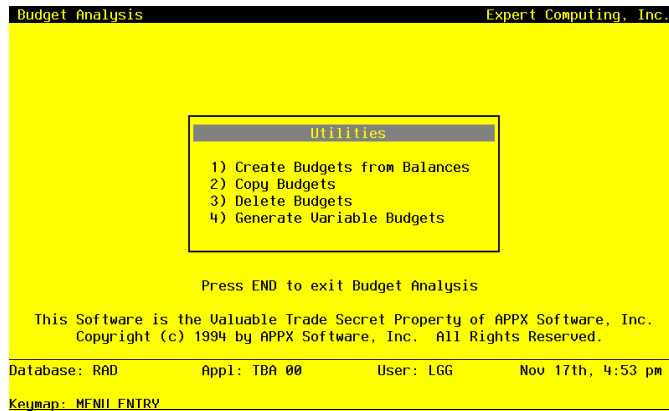 Budget Analysis Expert Computing, Inc.
Utilities
1) Create Budgets from Balances
2) Copy Budgets
3) Delete Budgets
4) Generate Variable Budgets
Press END to exit Budget Analysis
This Software is the Valuable Trade Secret Property of APPX Software, Inc.
Copyright (c) 1994 by APPX Software, Inc. All Rights Reserved.
Database: RAD Appl: TBA 00 User: LGG Nov 17th, 4:53 pm
Keymap: MENU ENTRY